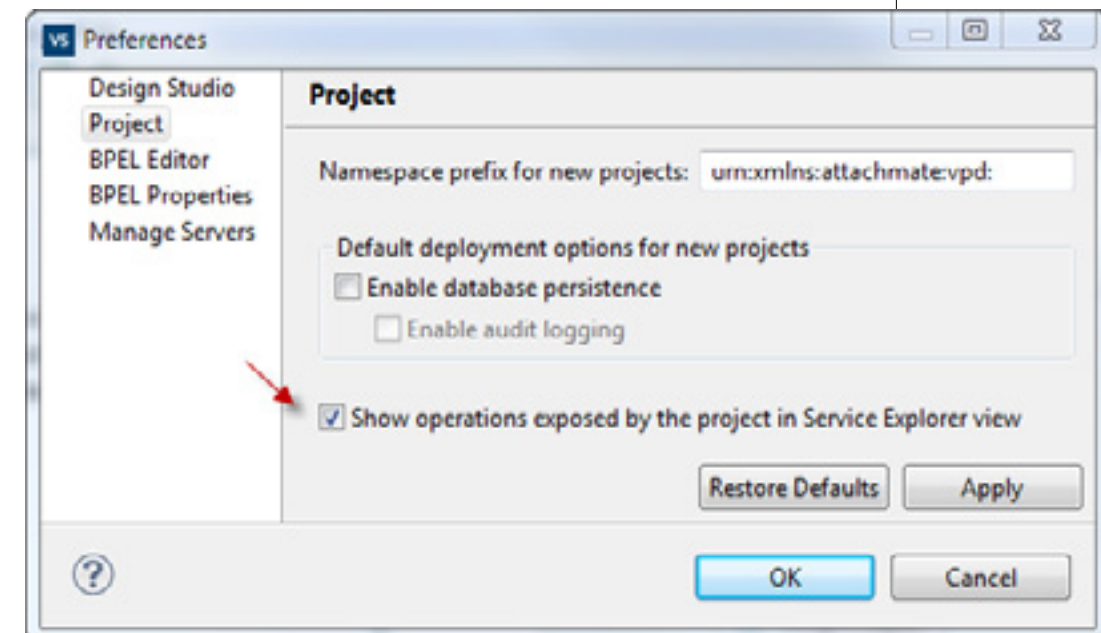 VS Preferences
Design Studio
Project
BPEL Editor
BPEL Properties
Manage Servers
Project
Namespace prefix for new projects: urn:xmlns:attachmate:vpd:
Default deployment options for new projects
Enable database persistence
Enable audit logging
Show operations exposed by the project in Service Explorer view
Restore Defaults Apply
? OK Cancel